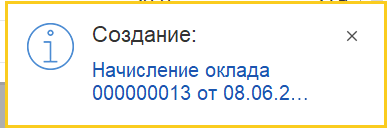 Создание:
Начисление оклада
000000013 от 08.06.2...